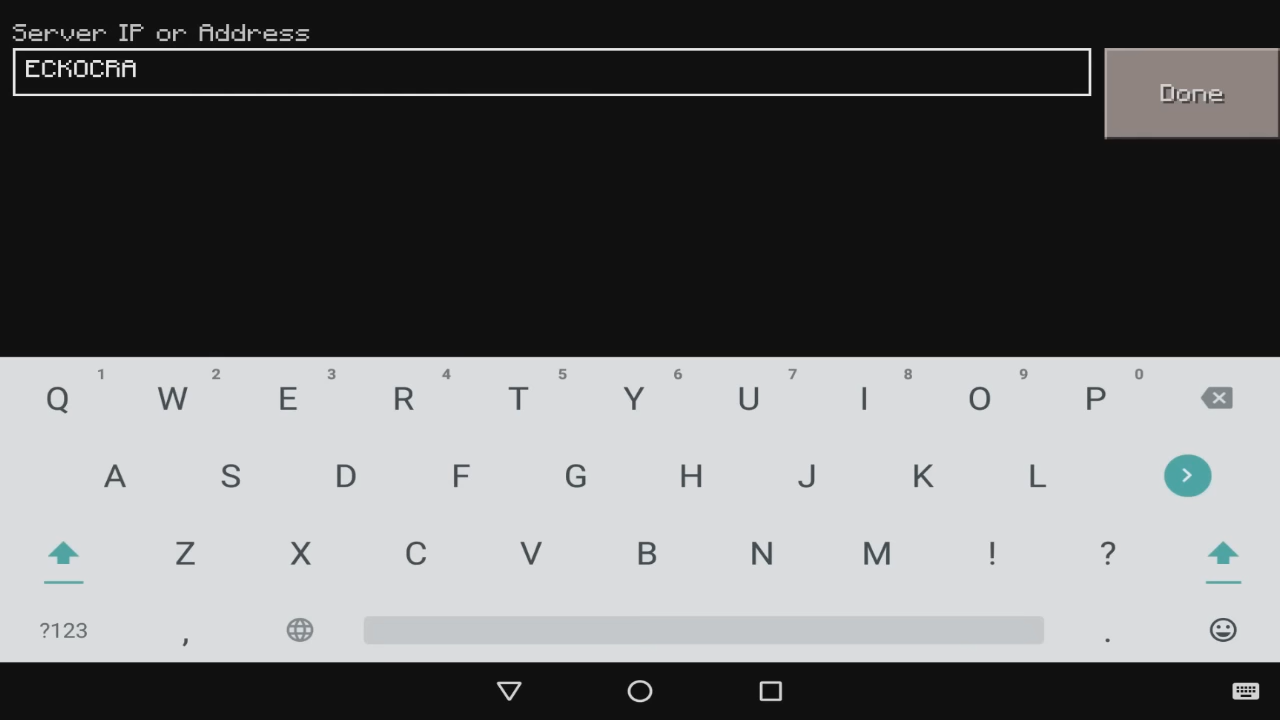 Server IP or Address
ECKOCRA
Done
1 2 3 4 5 6 7 8 9 0
Q W E R T Y U I O P
A S D F G H J K L
Z X C V B N M ! ?
?123 , .